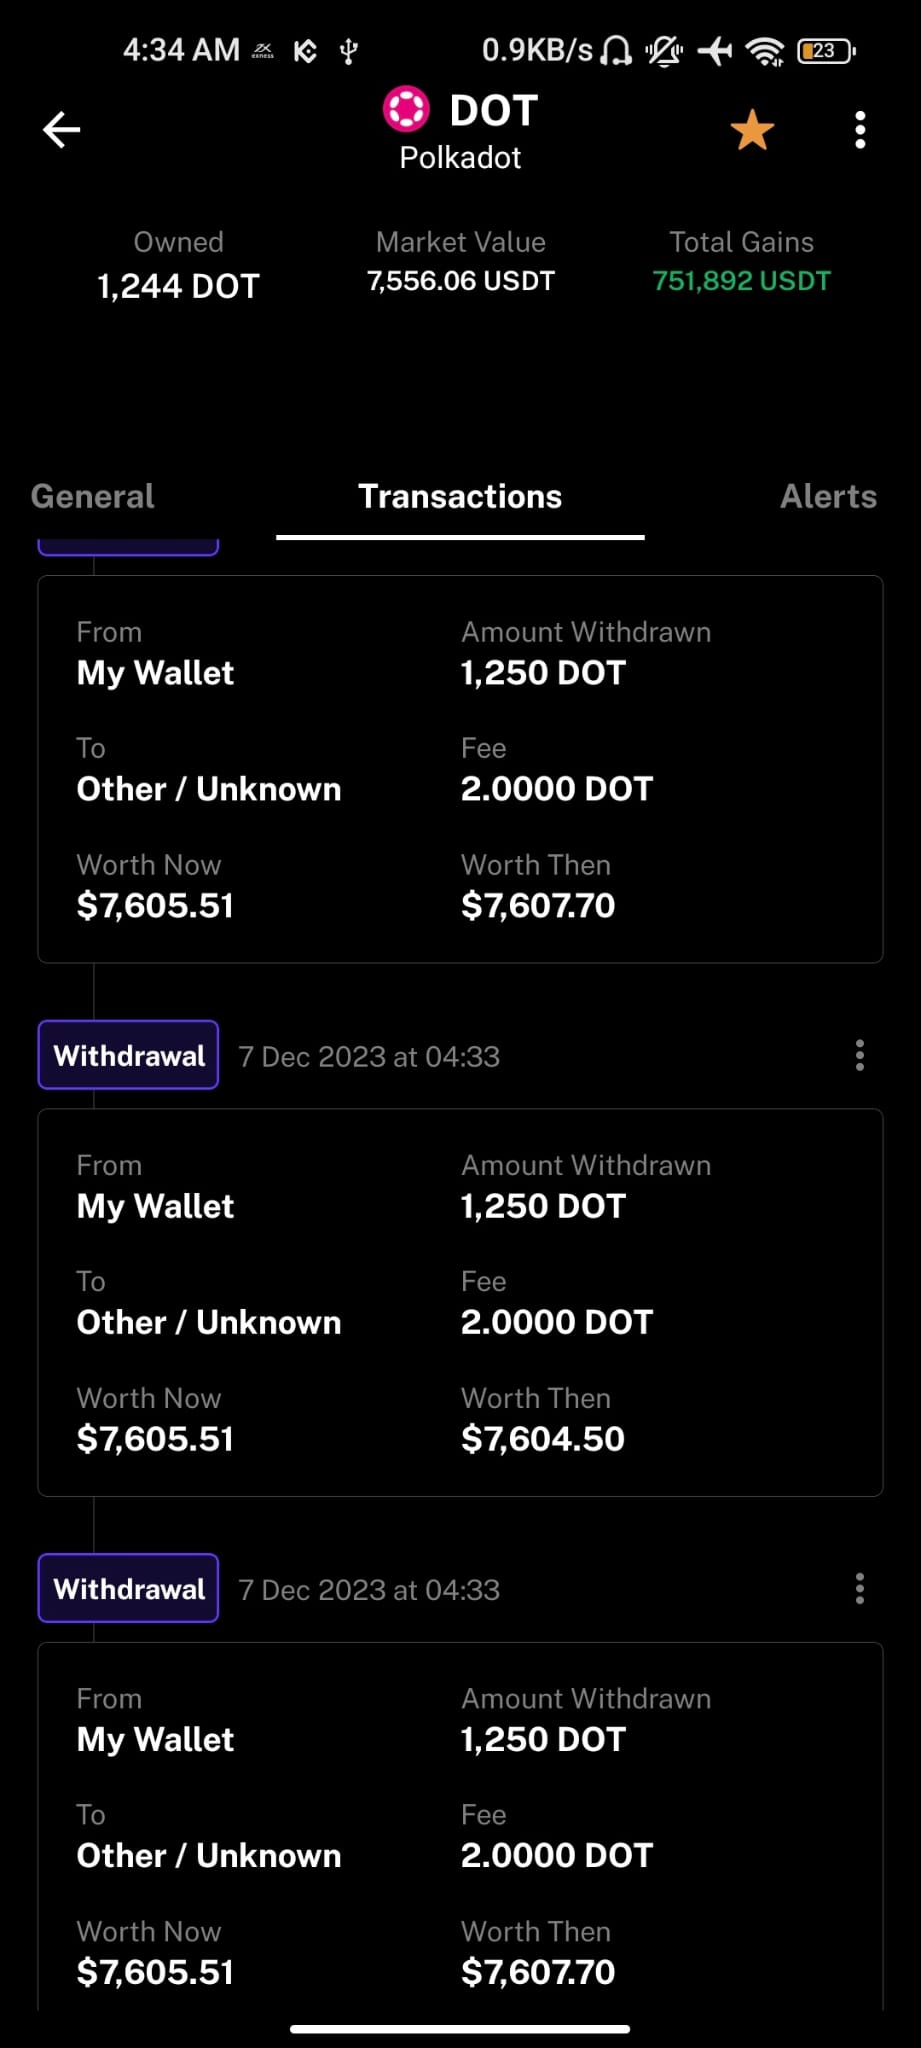 4:34 AM 0.9KB/s 23
DOT
Polkadot
Owned Market Value Total Gains
1,244 DOT 7,556.06 USDT 751,892 USDT
General Transactions Alerts
From Amount Withdrawn
My Wallet 1,250 DOT
To Fee
Other / Unknown 2.0000 DOT
Worth Now Worth Then
$7,605.51 $7,607.70
Withdrawal 7 Dec 2023 at 04:33
From Amount Withdrawn
My Wallet 1,250 DOT
To Fee
Other / Unknown 2.0000 DOT
Worth Now Worth Then
$7,605.51 $7,604.50
Withdrawal 7 Dec 2023 at 04:33
From Amount Withdrawn
My Wallet 1,250 DOT
To Fee
Other / Unknown 2.0000 DOT
Worth Now Worth Then
$7,605.51 $7,607.70